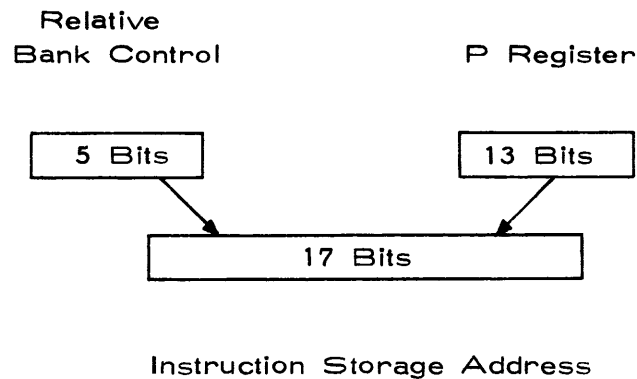 Relative
Bank Control
P Register
5 Bits
13 Bits
17 Bits
Instruction Storage Address